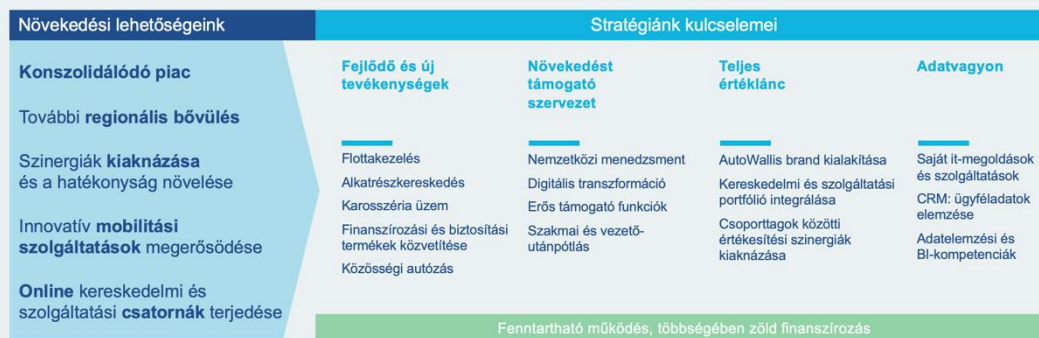 Növekedési lehetőségeink
Konszolidálódó piac
További regionális bővülés
Szinergiák kiaknázása
és a hatékonyság növelése
Innovatív mobilitási
szolgáltatások megerősödése
Online kereskedelmi és
szolgáltatási csatornák terjedése
Stratégiánk kulcselemei
Fejlődő és új
tevékenységek
Flottakezelés
Alkatrészkereskedés
Karosszéria üzem
Finanszírozási és biztosítási
termékek közvetítése
Közösségi autózás
Növekedést
támogató
szervezet
Nemzetközi menedzsment
Digitális transzformáció
Erős támogató funkciók
Szakmai és vezető-
utánpótlás
Teljes
értéklánc
AutoWallis brand kialakítása
Kereskedelmi és szolgáltatási
portfólió integrálása
Csoporttagok közötti
értékesítési szinergiák
kiaknázása
Adatvagyon
Saját it-megoldások
és szolgáltatások
CRM: ügyféladatok
elemzése
Adatelemzési és
BI-kompetenciák
Fenntartható működés, többségében zöld finanszírozás